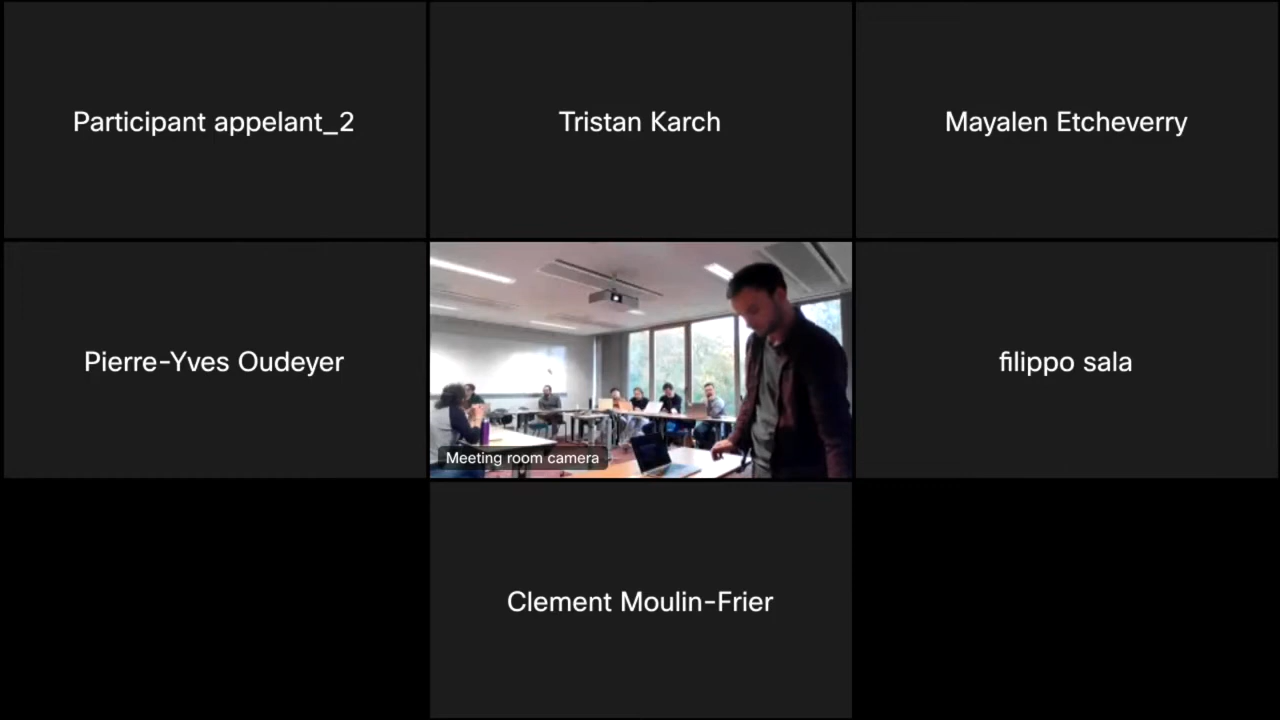 Participant appelant_2
Tristan Karch
Mayalen Etcheverry
Pierre-Yves Oudeyer
Meeting room camera
filippo sala
Clement Moulin-Frier